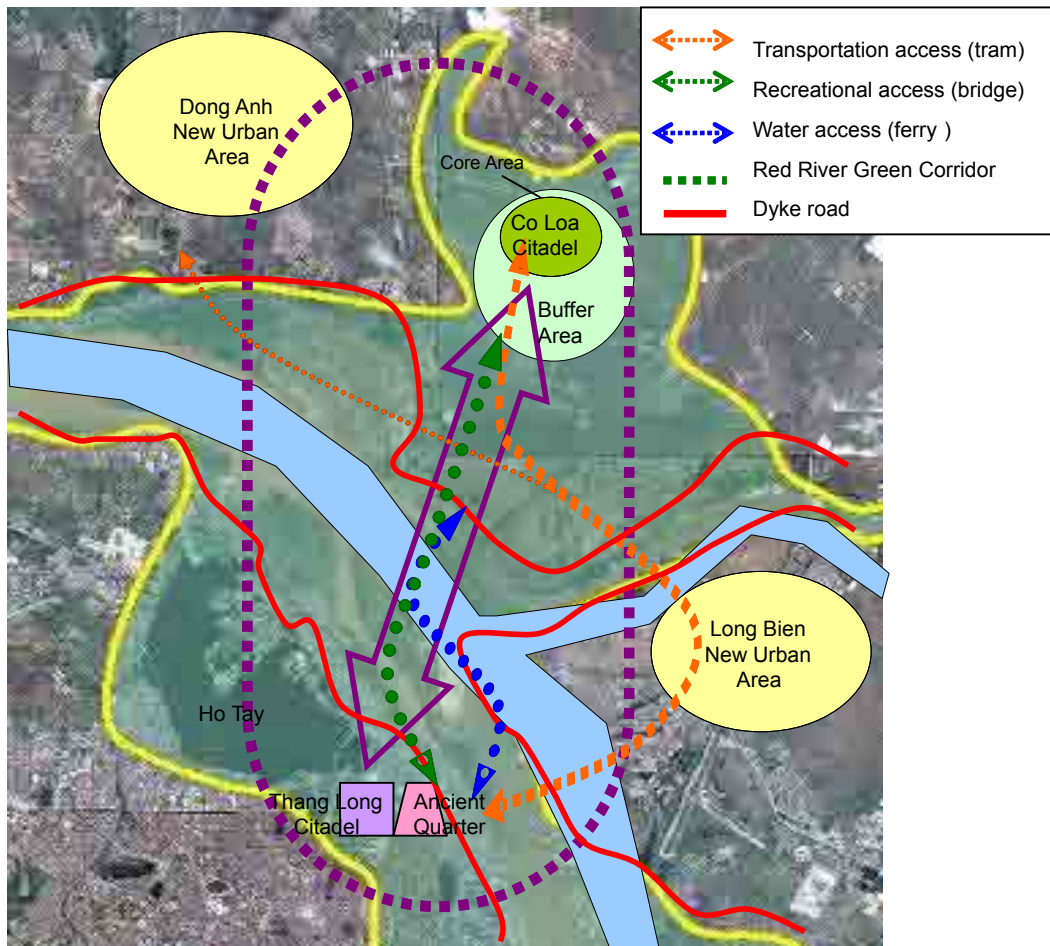 Transportation access (tram)
Recreational access (bridge)
Water access (ferry )
Red River Green Corridor
Dyke road
Dong Anh
New Urban
Area
Core Area
Co Loa
Citadel
Buffer
Area
Long Bien
New Urban
Area
Ho Tay
Thang Long
Citadel
Ancient
Quarter